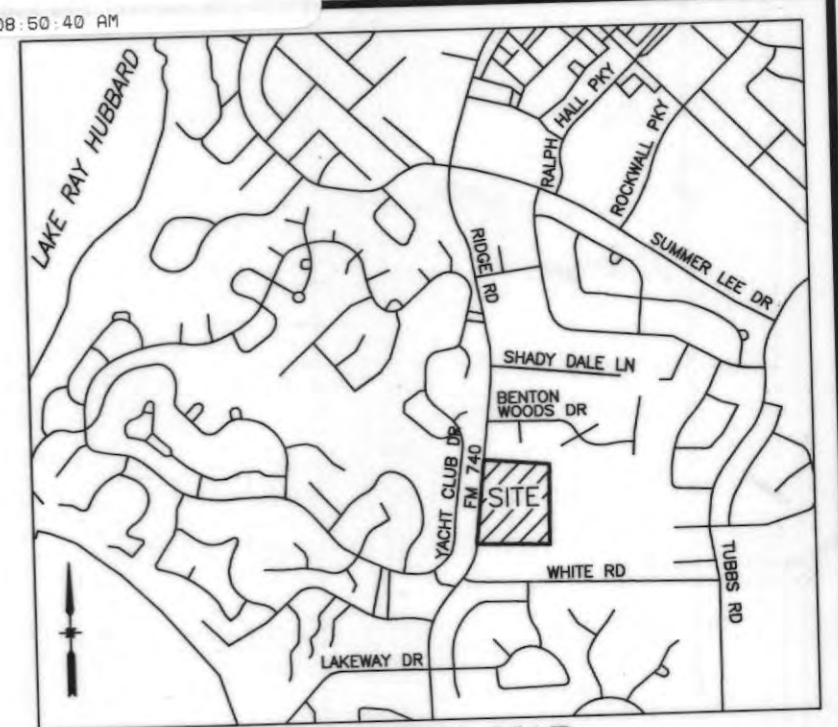 08:50:40 AM
LAKE RAY HUBBARD
RALPH HALL PKY
ROCKWALL PKY
SUMMER LEE DR
RIDGE RD
SHADY DALE LN
BENTON
WOODS DR
YACHT CLUB DR
FM 740
SITE
WHITE RD
TUBBS RD
LAKEWAY DR